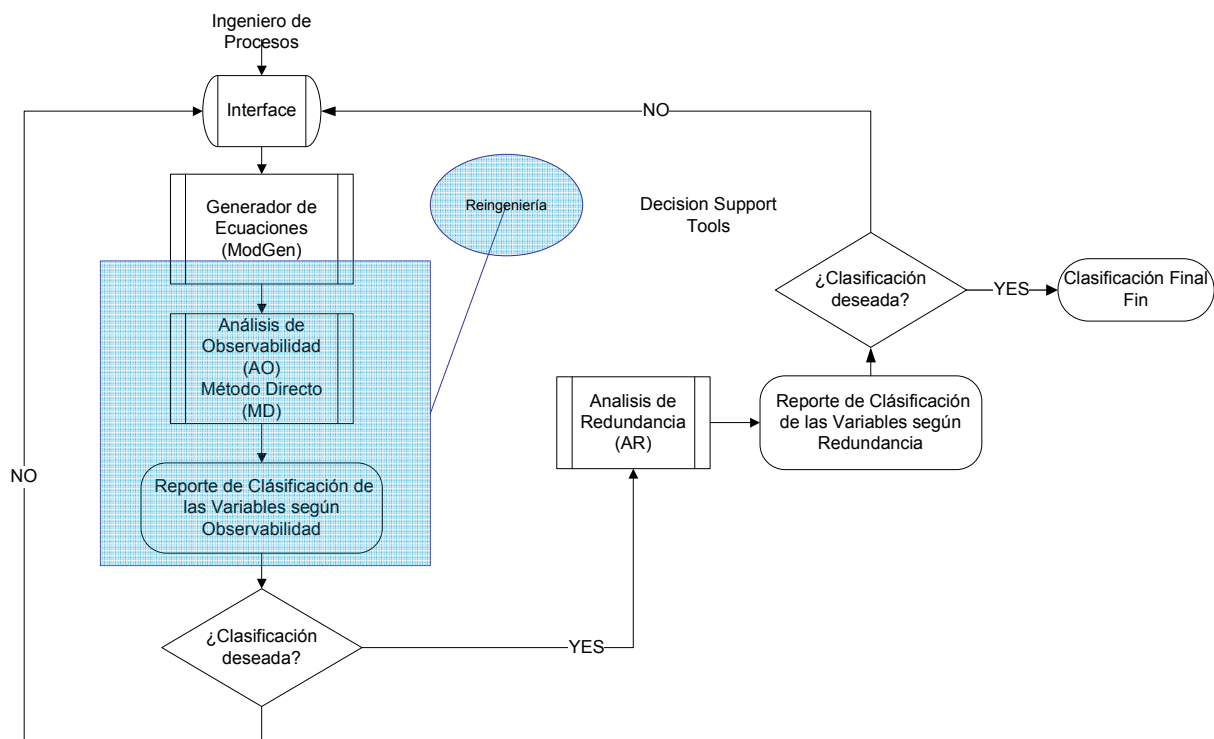 Ingeniero de
Procesos
Interface
NO
Generador de
Ecuaciones
(ModGen)
Reingeniería
Decision Support
Tools
¿Clasificación
deseada?
YES
Clasificación Final
Fin
Análisis de
Observabilidad
(AO)
Método Directo
(MD)
Analisis de
Redundancia
(AR)
Reporte de Clásificación
de las Variables según
Redundancia
NO
Reporte de Clásificación de
las Variables según
Observabilidad
¿Clasificación
deseada?
YES